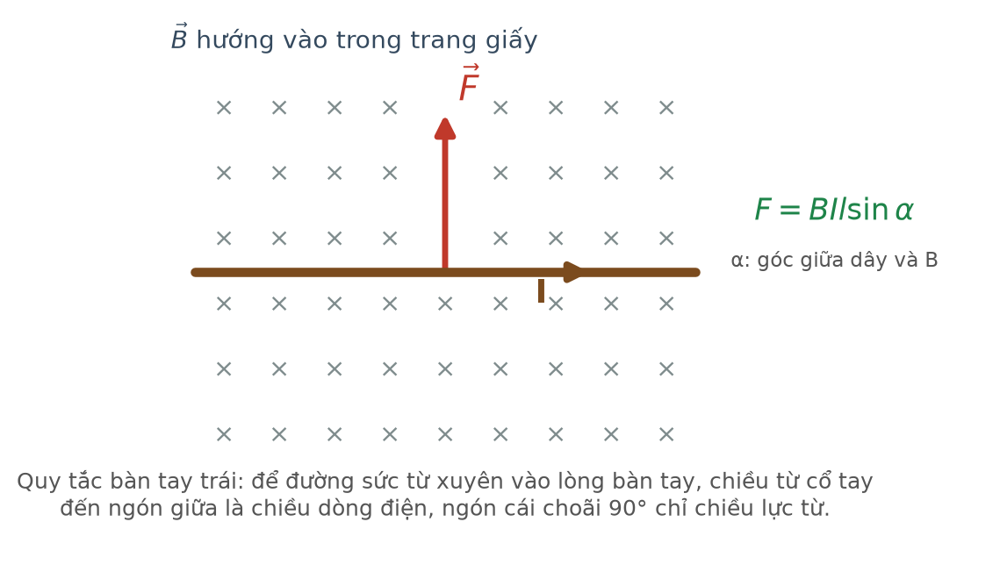 B⃗ hướng vào trong trang giấy
F⃗
F = BIl sin α
α: góc giữa dây và B
I
Quy tắc bàn tay trái: để đường sức từ xuyên vào lòng bàn tay, chiều từ cổ tay
đến ngón giữa là chiều dòng điện, ngón cái choãi 90° chỉ chiều lực từ.